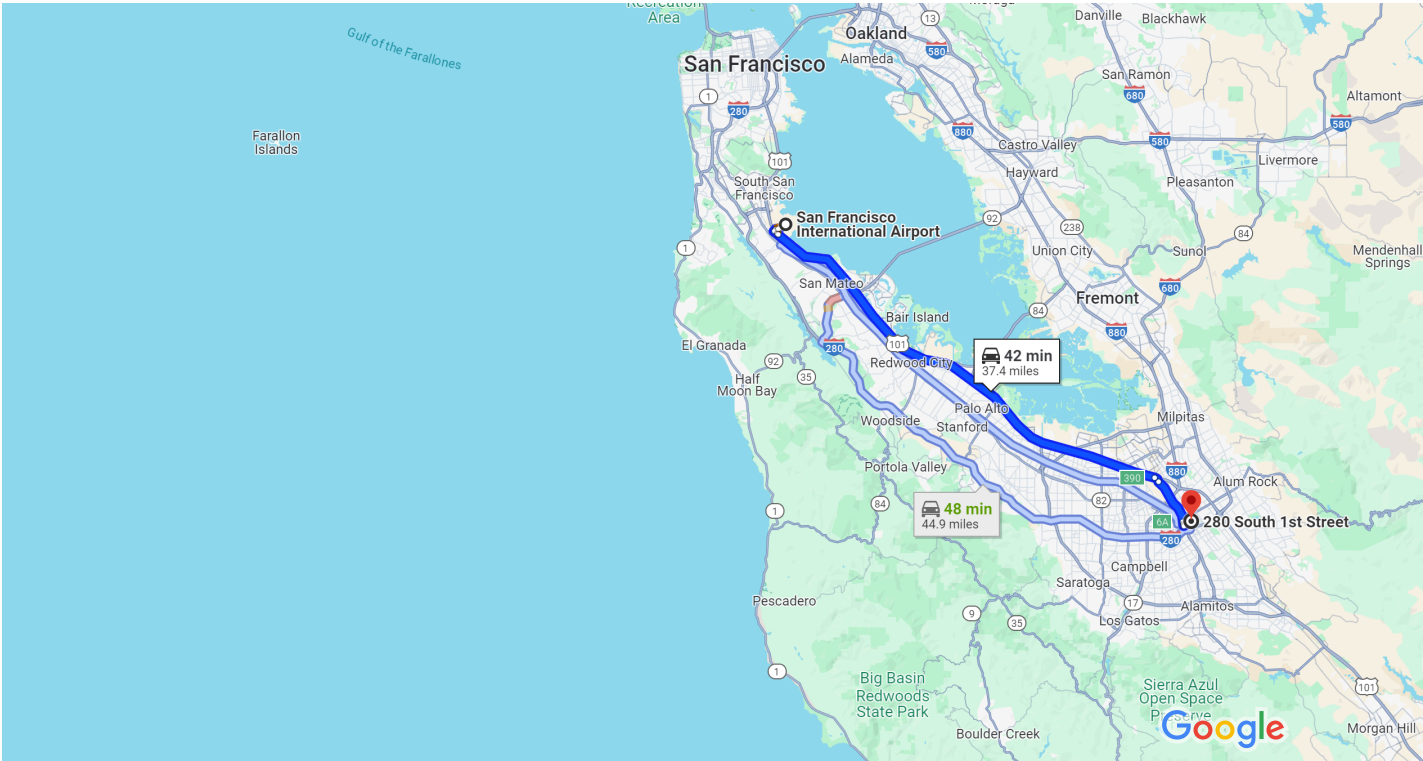 Recreation
Area
Gulf of the Farallones
San Francisco
Oakland
Alameda
13
580
Danville
Blackhawk
San Ramon
680
Altamont
580
1
280
880
Castro Valley
580
Livermore
Farallon
Islands
101
Hayward
Pleasanton
South San
Francisco
San Francisco
International Airport
92
238
84
1
Union City
Sunol
Mendenhall
Springs
San Mateo
680
Fremont
84
Bair Island
880
El Granada
280
101
92
Redwood City
42 min
37.4 miles
35
Half
Moon Bay
Palo Alto
Woodside
Stanford
Milpitas
Portola Valley
390
880
Alum Rock
84
48 min
44.9 miles
82
1
6A
280 South 1st Street
280
Campbell
Saratoga
Pescadero
9
35
17
Alamitos
Los Gatos
1
Big Basin
Redwoods
State Park
Sierra Azul
Open Space
Preserve
101
Google
Boulder Creek
Morgan Hill